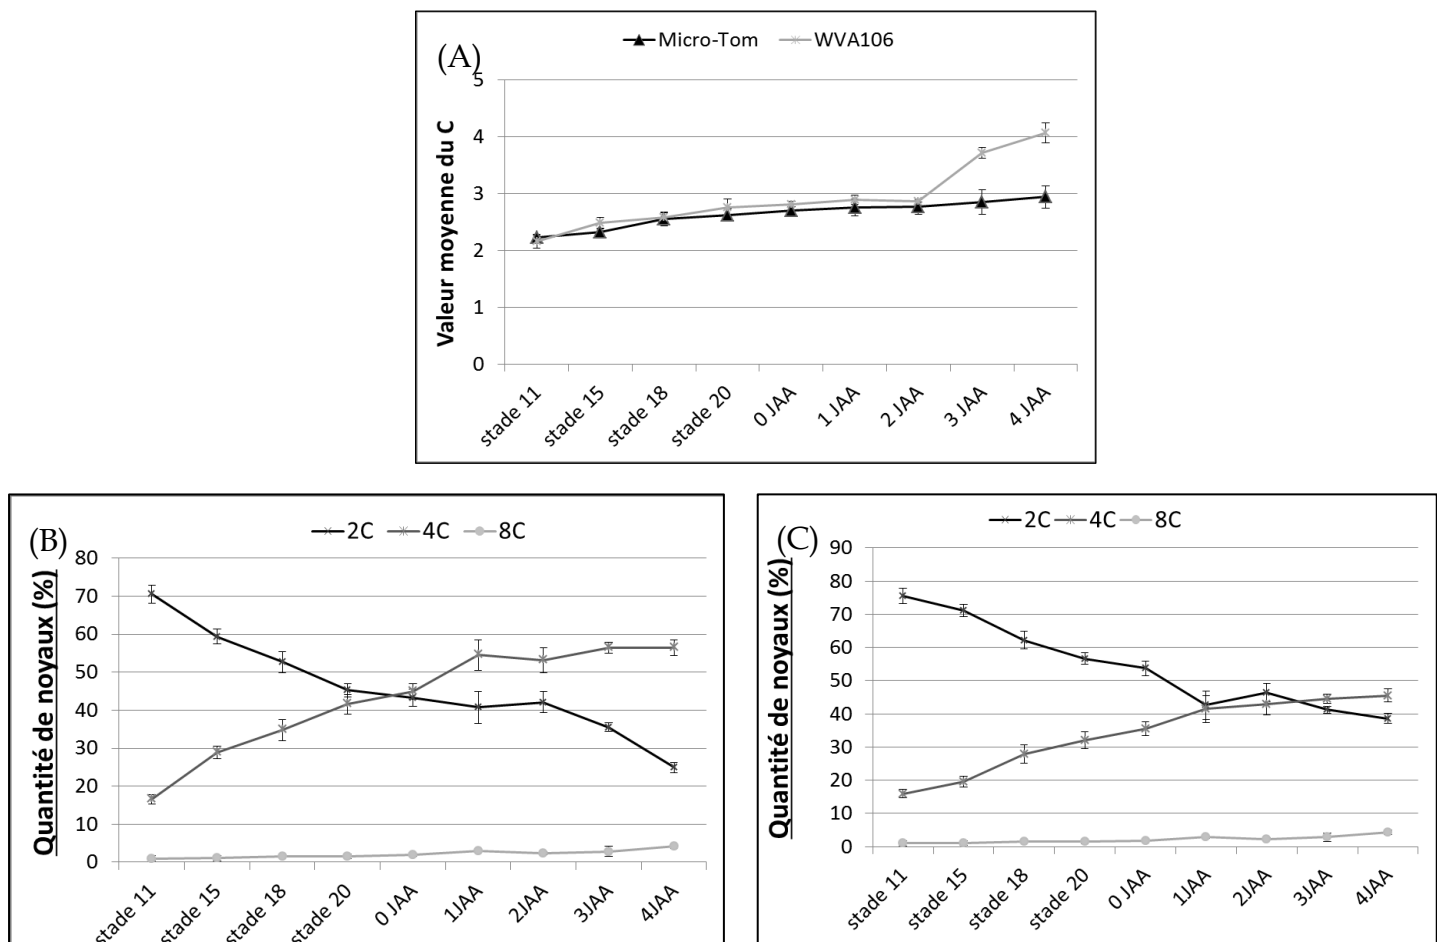 Micro-Tom WVA106
(A)
Valeur moyenne du C
5
4
3
2
1
0
stade 11 stade 15 stade 18 stade 20 0 JAA 1 JAA 2 JAA 3 JAA 4 JAA
2C 4C 8C
(B)
Quantité de noyaux (%)
80
70
60
50
40
30
20
10
0
stade 11 stade 15 stade 18 stade 20 0 JAA 1JAA 2JAA 3JAA 4JAA
2C 4C 8C
(C)
Quantité de noyaux (%)
90
80
70
60
50
40
30
20
10
0
stade 11 stade 15 stade 18 stade 20 0 JAA 1JAA 2JAA 3JAA 4JAA